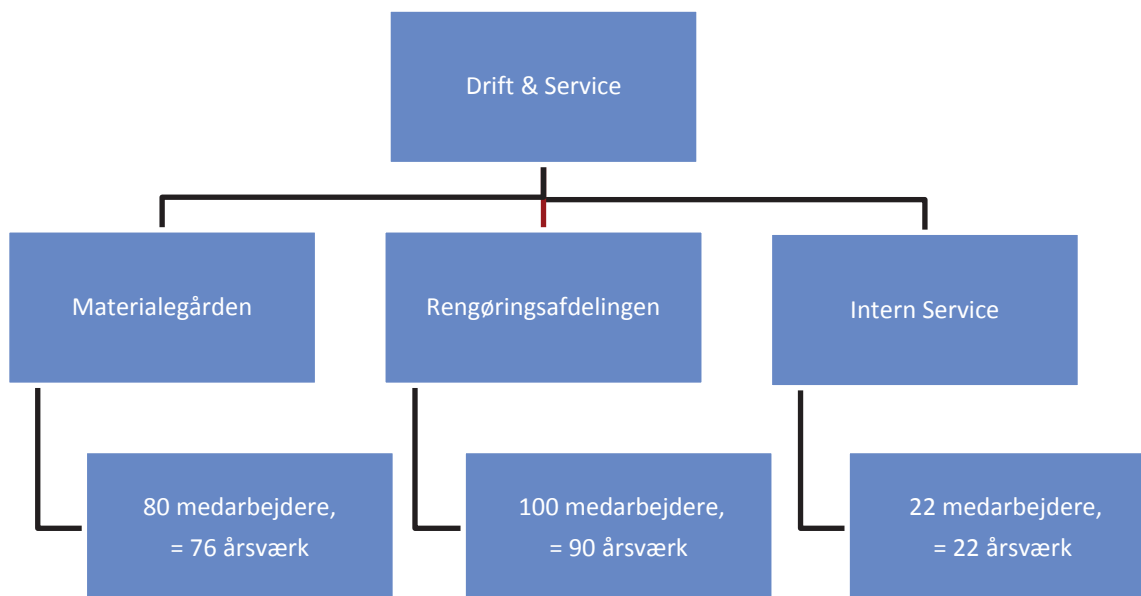 Drift & Service
Materialegården
Rengøringsafdelingen
Intern Service
80 medarbejdere,
= 76 årsværk
100 medarbejdere,
= 90 årsværk
22 medarbejdere,
= 22 årsværk